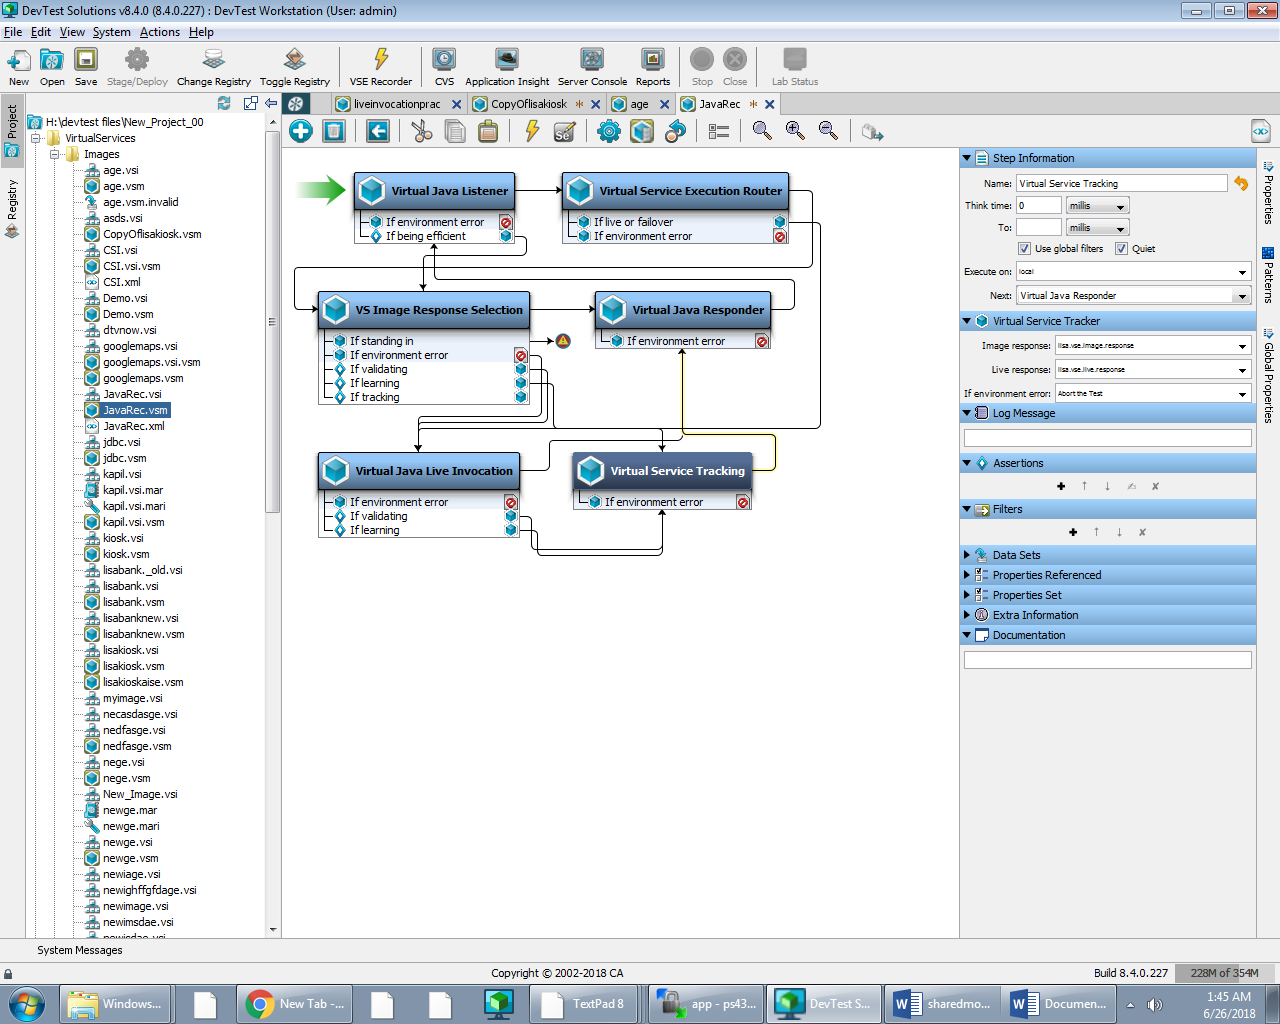 DevTest Solutions v8.4.0 (8.4.0.227) : DevTest Workstation (User: admin)
File Edit View System Actions Help
New Open Save Stage/Deploy Change Registry Toggle Registry VSE Recorder CVS Application Insight Server Console Reports Stop Close Lab Status
Project
Registry
H:\devtest files\New_Project_00
VirtualServices
Images
age.vsi
age.vsm
age.vsm.invalid
asds.vsi
CopyOflisakiosk.vsm
CSI.vsi
CSI.vsi.vsm
CSI.xml
Demo.vsi
Demo.vsm
dtvnow.vsi
googlemaps.vsi
googlemaps.vsi.vsm
googlemaps.vsm
JavaRec.vsi
JavaRec.vsm
JavaRec.xml
jdbc.vsi
jdbc.vsm
kapil.vsi
kapil.vsi.mar
kapil.vsi.mari
kapil.vsi.vsm
kiosk.vsi
kiosk.vsm
lisabank._old.vsi
lisabank.vsi
lisabank.vsm
lisabanknew.vsi
lisabanknew.vsm
lisakiosk.vsi
lisakiosk.vsm
lisakioskaise.vsm
myimage.vsi
necasdasge.vsi
nedfasge.vsi
nedfasge.vsm
nege.vsi
nege.vsm
New_Image.vsi
newge.mar
newge.mari
newge.vsi
newge.vsm
newiage.vsi
newighffgfdage.vsi
newimage.vsi
newimsdae.vsi
liveinvocationprac CopyOflisakiosk age JavaRec
Virtual Java Listener
If environment error
If being efficient
Virtual Service Execution Router
If live or failover
If environment error
VS Image Response Selection
If standing in
If environment error
If validating
If learning
If tracking
Virtual Java Responder
If environment error
Virtual Java Live Invocation
If environment error
If validating
If learning
Virtual Service Tracking
If environment error
Step Information
Name: Virtual Service Tracking
Think time: 0 millis
To: millis
Use global filters Quiet
Execute on: local
Next: Virtual Java Responder
Virtual Service Tracker
Image response: lisa.vse.image.response
Live response: lisa.vse.live.response
If environment error: Abort the Test
Log Message
Assertions
Filters
Data Sets
Properties Referenced
Properties Set
Extra Information
Documentation
Properties
Patterns
Global Properties
System Messages
Copyright © 2002-2018 CA
Build 8.4.0.227 228M of 354M
Windows... New Tab -... TextPad 8 app - ps43... DevTest S... sharedmo... Documen...
1:45 AM
6/26/2018